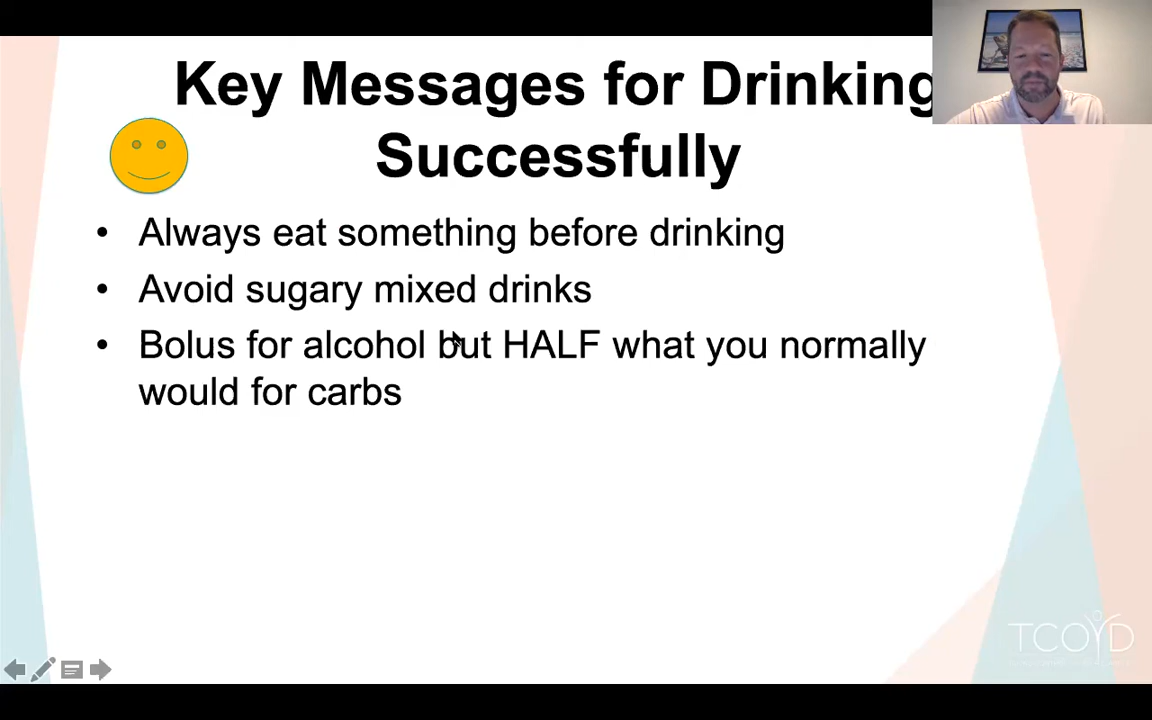 Key Messages for Drinking
Successfully
• Always eat something before drinking
• Avoid sugary mixed drinks
• Bolus for alcohol but HALF what you normally
would for carbs
TCOYD